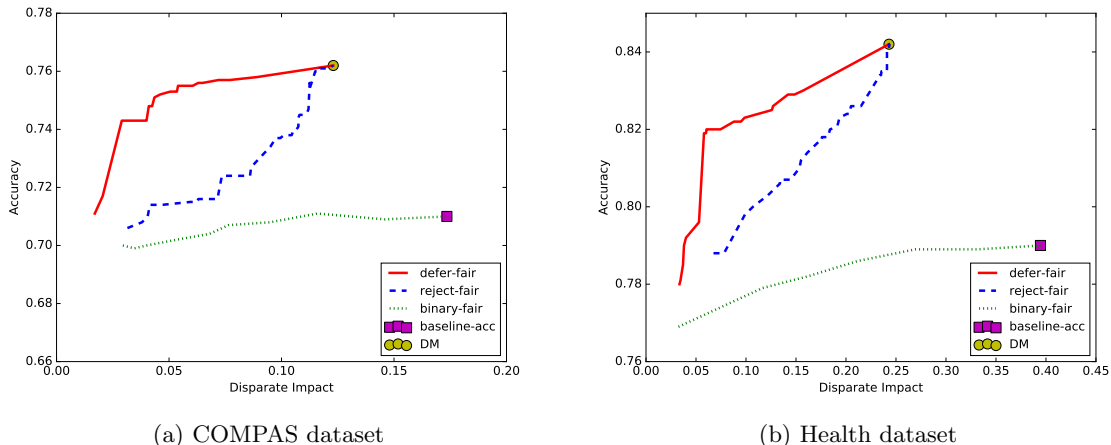 0.78
0.76
0.74
0.72
0.70
0.68
0.66
Accuracy
0.00 0.05 0.10 0.15 0.20
Disparate Impact
defer-fair
reject-fair
binary-fair
baseline-acc
DM
(a) COMPAS dataset
0.84
0.82
0.80
0.78
0.76
Accuracy
0.00 0.05 0.10 0.15 0.20 0.25 0.30 0.35 0.40 0.45
Disparate Impact
defer-fair
reject-fair
binary-fair
baseline-acc
DM
(b) Health dataset